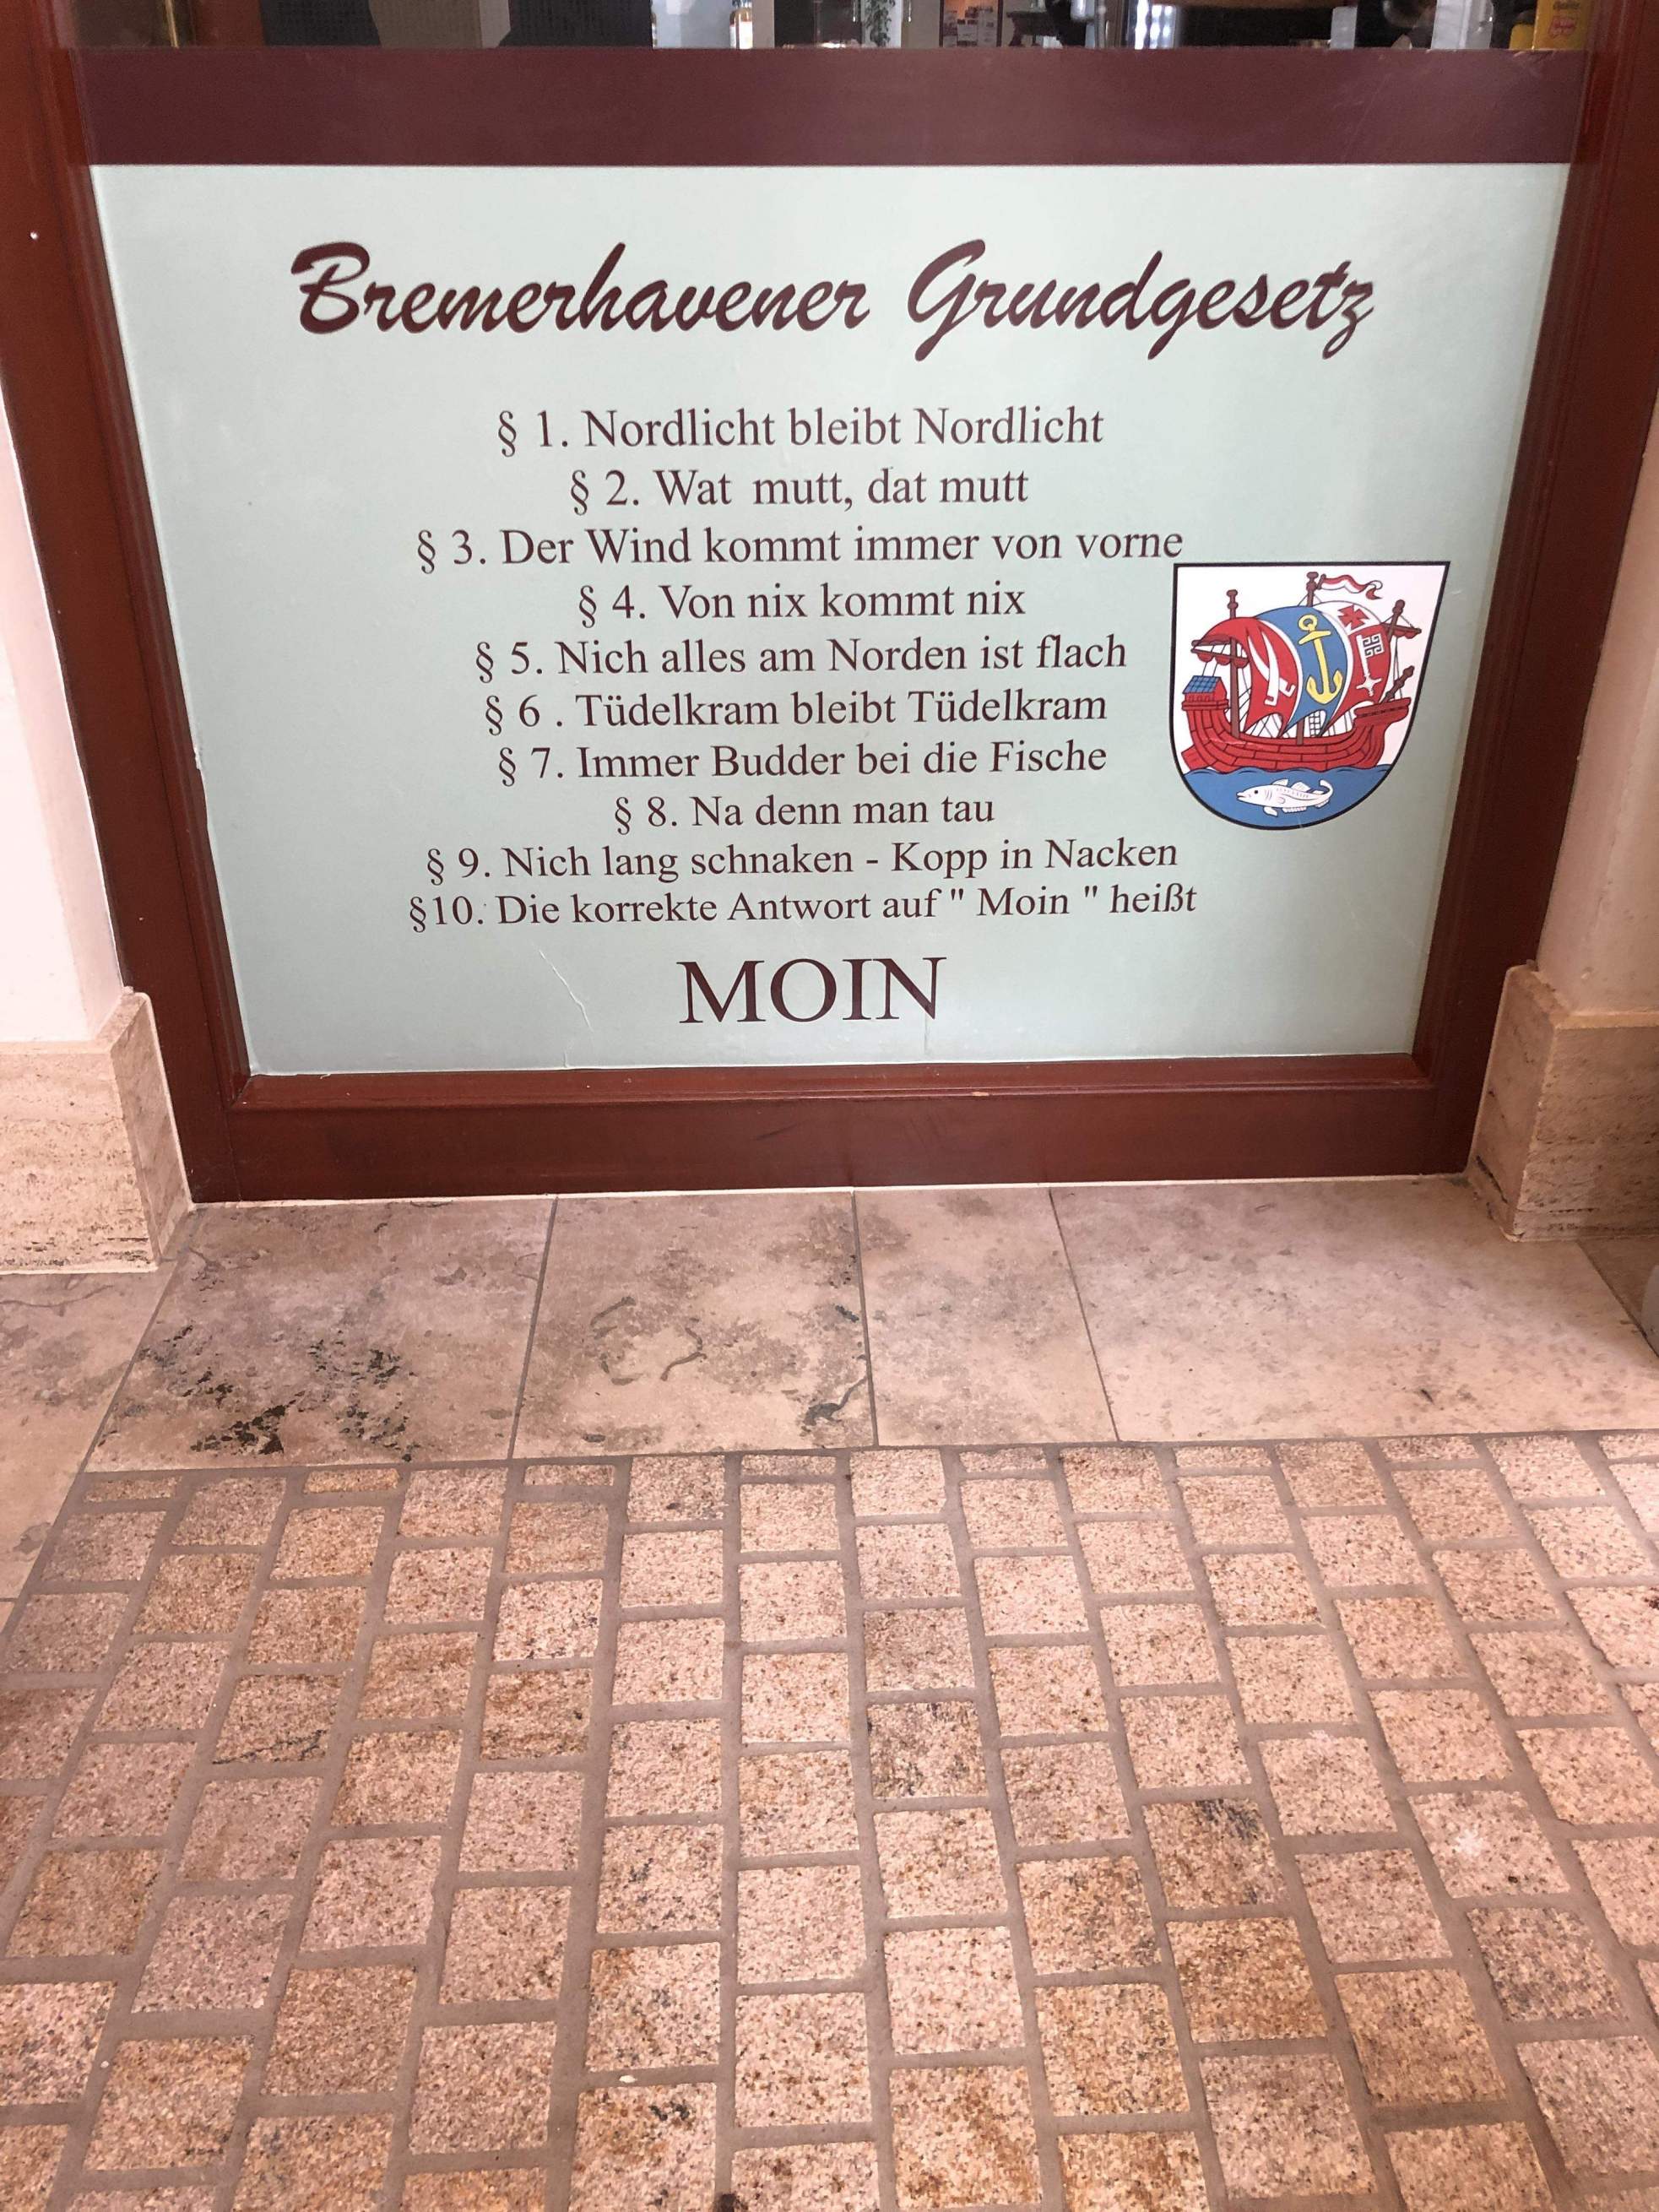 Bremerhavener Grundgesetz
§ 1. Nordlicht bleibt Nordlicht
§ 2. Wat mutt, dat mutt
§ 3. Der Wind kommt immer von vorne
§ 4. Von nix kommt nix
§ 5. Nich alles am Norden ist flach
§ 6 . Tüdelkram bleibt Tüdelkram
§ 7. Immer Budder bei die Fische
§ 8. Na denn man tau
§ 9. Nich lang schnaken - Kopp in Nacken
§10. Die korrekte Antwort auf " Moin " heißt
MOIN